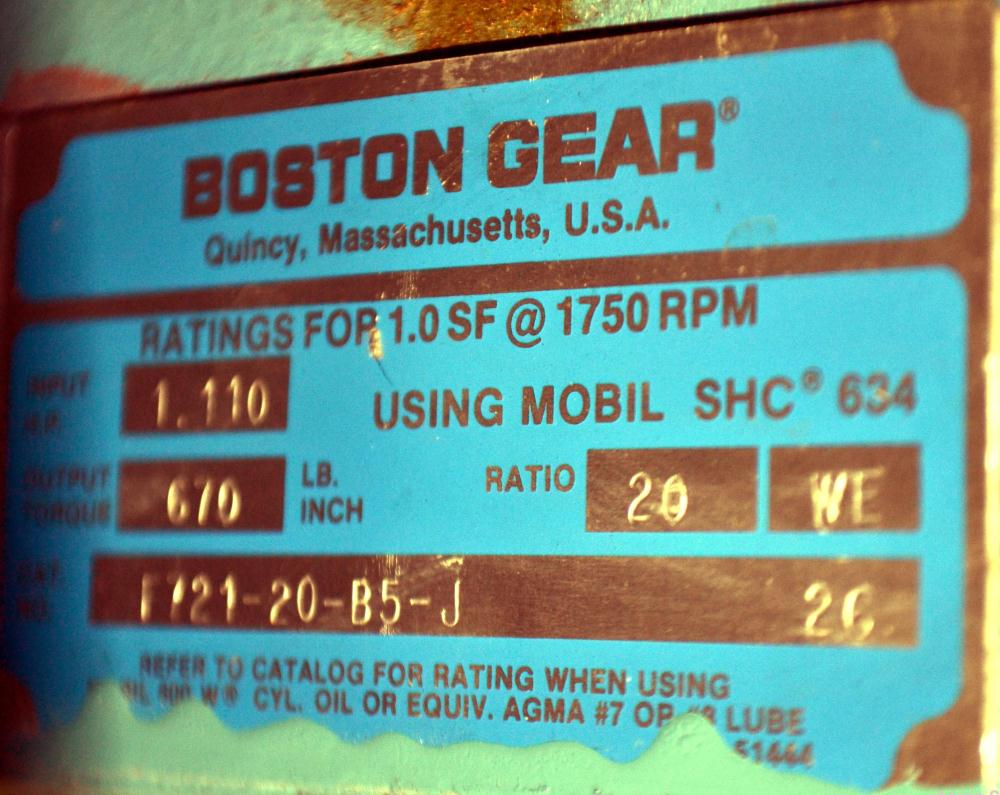 BOSTON GEAR®
Quincy, Massachusetts, U.S.A.
RATINGS FOR 1.0 SF @ 1750 RPM
INPUT 1.110 USING MOBIL SHC® 634
H.P.
OUTPUT 670 LB. RATIO 20 WE
TORQUE INCH
CAT. F721-20-B5-J
NO.
REFER TO CATALOG FOR RATING WHEN USING
CYL. OIL OR EQUIV. AGMA #7 OR #8 LUBE
51444